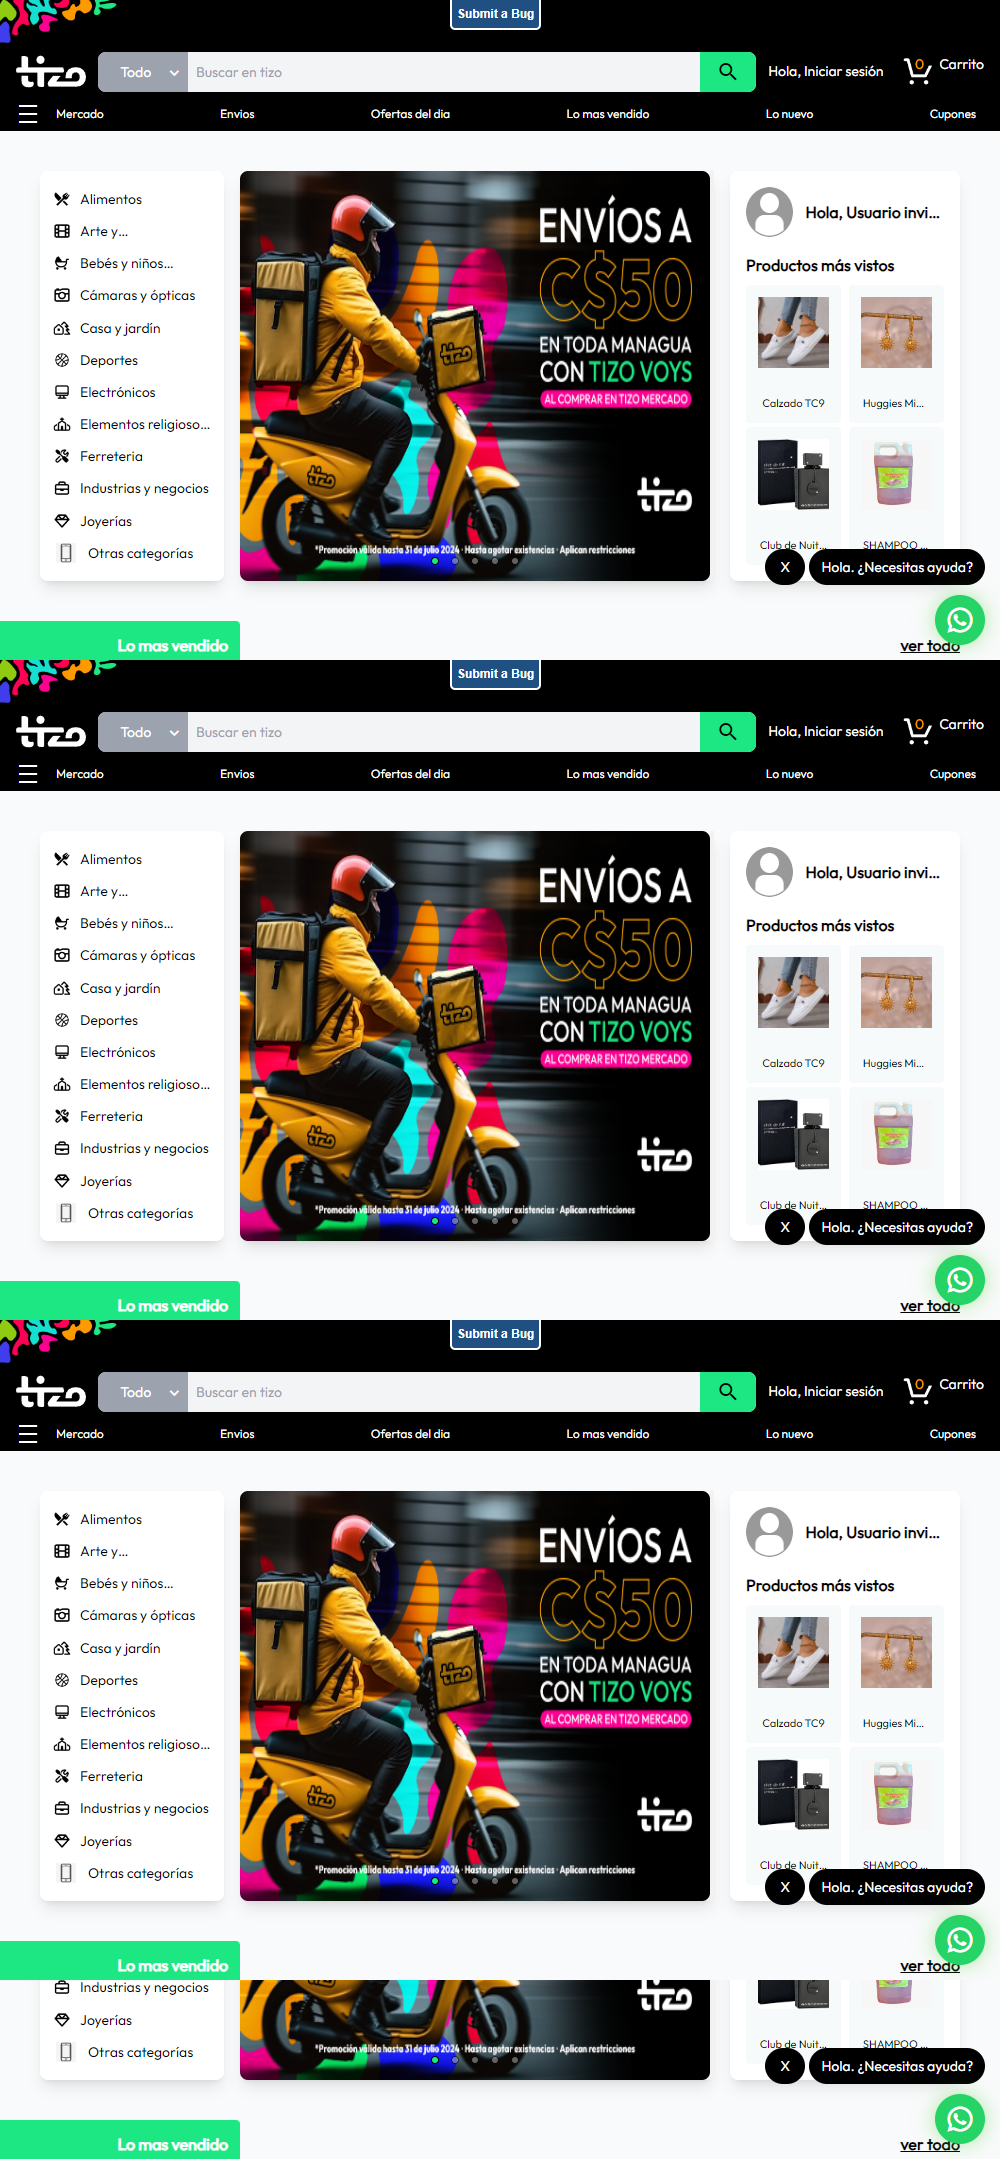 Submit a Bug
tizo
Todo
Buscar en tizo
Hola, Iniciar sesión
0
Carrito
Mercado
Envios
Ofertas del dia
Lo mas vendido
Lo nuevo
Cupones
Alimentos
Arte y...
Bebés y niños...
Cámaras y ópticas
Casa y jardín
Deportes
Electrónicos
Elementos religioso...
Ferreteria
Industrias y negocios
Joyerías
Otras categorías
ENVÍOS A
C$50
EN TODA MANAGUA
CON TIZO VOYS
AL COMPRAR EN TIZO MERCADO
tizo
tizo
tizo
*Promoción válida hasta 31 de julio 2024 · Hasta agotar existencias · Aplican restricciones
Hola, Usuario invi...
Productos más vistos
Calzado TC9
Huggies Mi...
Club de Nuit...
SHAMPOO ...
X
Hola. ¿Necesitas ayuda?
Lo mas vendido
ver todo
Submit a Bug
tizo
Todo
Buscar en tizo
Hola, Iniciar sesión
0
Carrito
Mercado
Envios
Ofertas del dia
Lo mas vendido
Lo nuevo
Cupones
Alimentos
Arte y...
Bebés y niños...
Cámaras y ópticas
Casa y jardín
Deportes
Electrónicos
Elementos religioso...
Ferreteria
Industrias y negocios
Joyerías
Otras categorías
ENVÍOS A
C$50
EN TODA MANAGUA
CON TIZO VOYS
AL COMPRAR EN TIZO MERCADO
tizo
tizo
tizo
*Promoción válida hasta 31 de julio 2024 · Hasta agotar existencias · Aplican restricciones
Hola, Usuario invi...
Productos más vistos
Calzado TC9
Huggies Mi...
Club de Nuit...
SHAMPOO ...
X
Hola. ¿Necesitas ayuda?
Lo mas vendido
ver todo
Submit a Bug
tizo
Todo
Buscar en tizo
Hola, Iniciar sesión
0
Carrito
Mercado
Envios
Ofertas del dia
Lo mas vendido
Lo nuevo
Cupones
Alimentos
Arte y...
Bebés y niños...
Cámaras y ópticas
Casa y jardín
Deportes
Electrónicos
Elementos religioso...
Ferreteria
Industrias y negocios
Joyerías
Otras categorías
ENVÍOS A
C$50
EN TODA MANAGUA
CON TIZO VOYS
AL COMPRAR EN TIZO MERCADO
tizo
tizo
tizo
*Promoción válida hasta 31 de julio 2024 · Hasta agotar existencias · Aplican restricciones
Hola, Usuario invi...
Productos más vistos
Calzado TC9
Huggies Mi...
Club de Nuit...
SHAMPOO ...
X
Hola. ¿Necesitas ayuda?
Lo mas vendido
ver todo
Industrias y negocios
Joyerías
Otras categorías
tizo
*Promoción válida hasta 31 de julio 2024 · Hasta agotar existencias · Aplican restricciones
Club de Nuit...
SHAMPOO ...
X
Hola. ¿Necesitas ayuda?
Lo mas vendido
ver todo